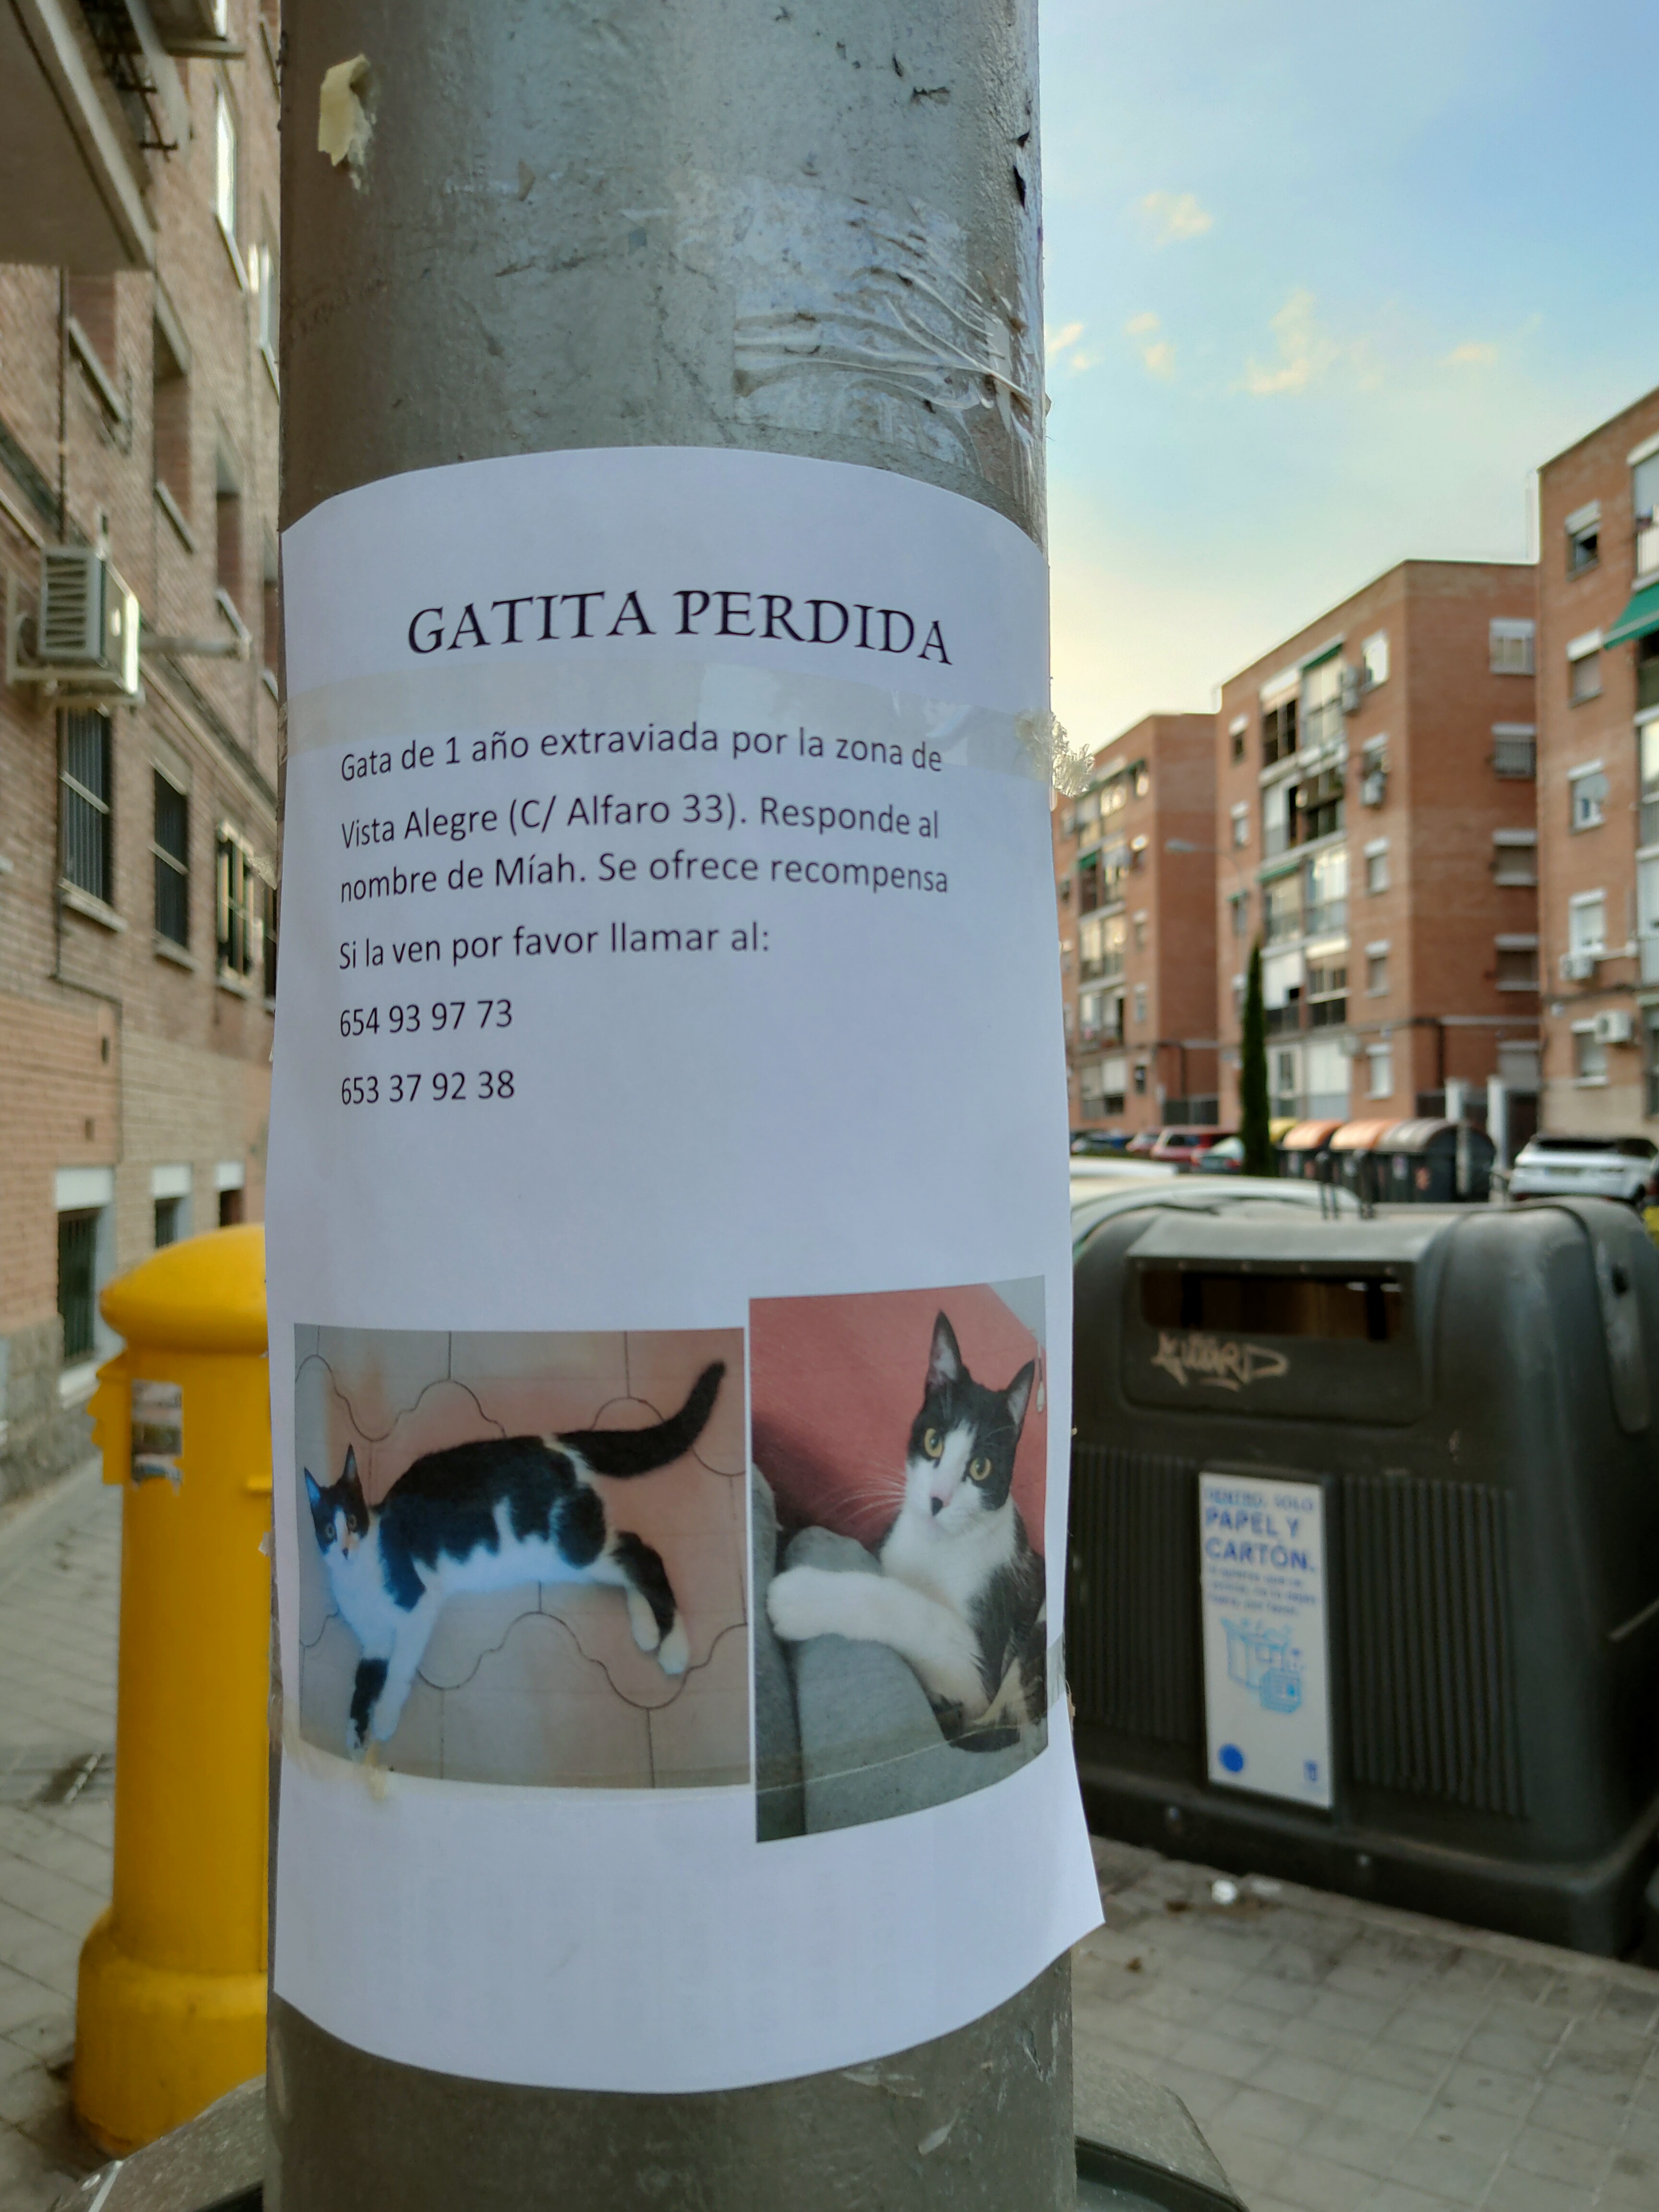 GATITA PERDIDA
Gata de 1 año extraviada por la zona de
Vista Alegre (C/ Alfaro 33). Responde al
nombre de Míah. Se ofrece recompensa
Si la ven por favor llamar al:
654 93 97 73
653 37 92 38
DENTRO, SOLO
PAPEL Y
CARTÓN.